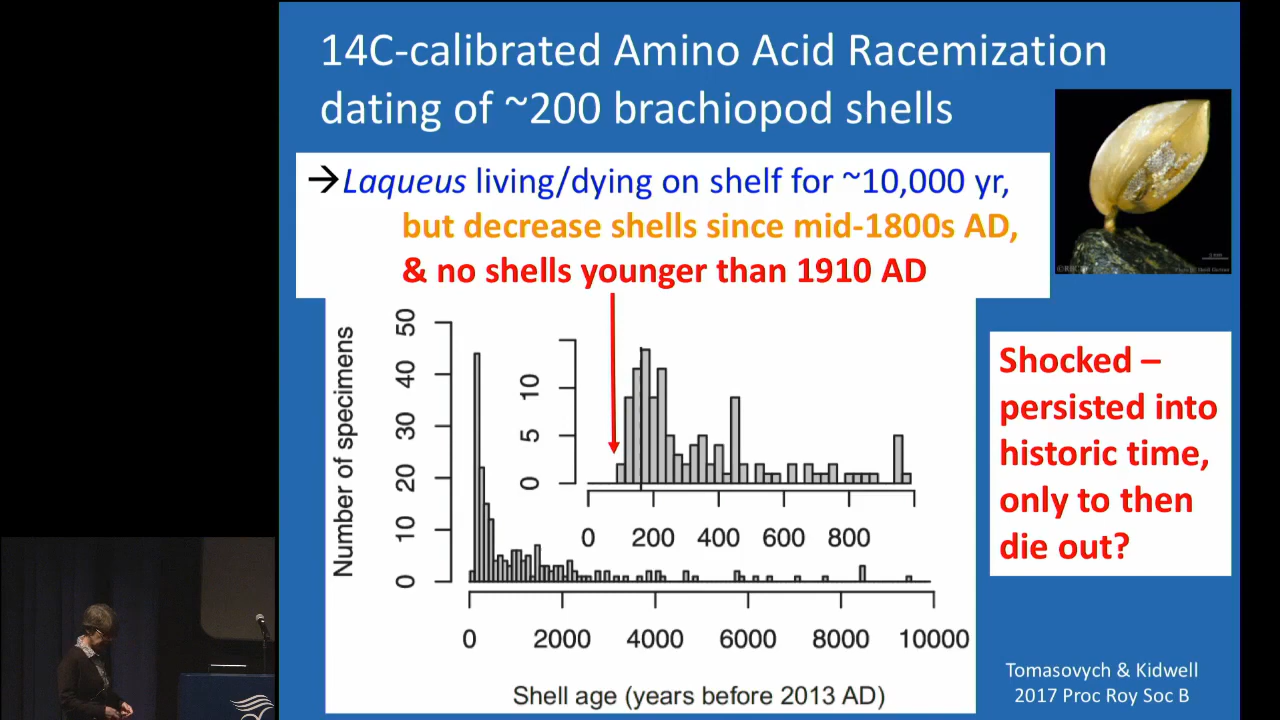 14C-calibrated Amino Acid Racemization
dating of ~200 brachiopod shells
→Laqueus living/dying on shelf for ~10,000 yr,
but decrease shells since mid-1800s AD,
& no shells younger than 1910 AD
Number of specimens
50
40
30
20
10
0
10
5
0
0 200 400 600 800
0 2000 4000 6000 8000 10000
Shell age (years before 2013 AD)
Shocked –
persisted into
historic time,
only to then
die out?
Tomasovych & Kidwell
2017 Proc Roy Soc B